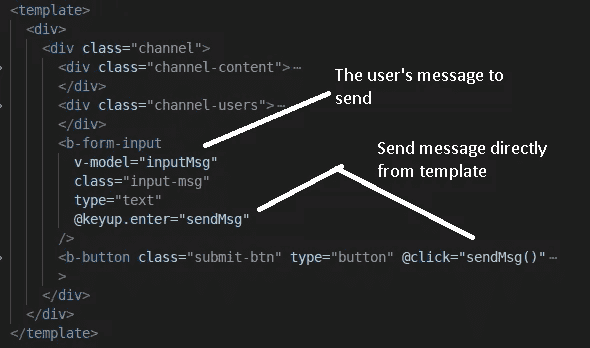 <template>
<div>
<div class="channel">
<div class="channel-content">…
</div>
<div class="channel-users">…
</div>
<b-form-input
v-model="inputMsg"
class="input-msg"
type="text"
@keyup.enter="sendMsg"
/>
<b-button class="submit-btn" type="button" @click="sendMsg()"…
>
</div>
</div>
</template>
The user's message to
send
Send message directly
from template